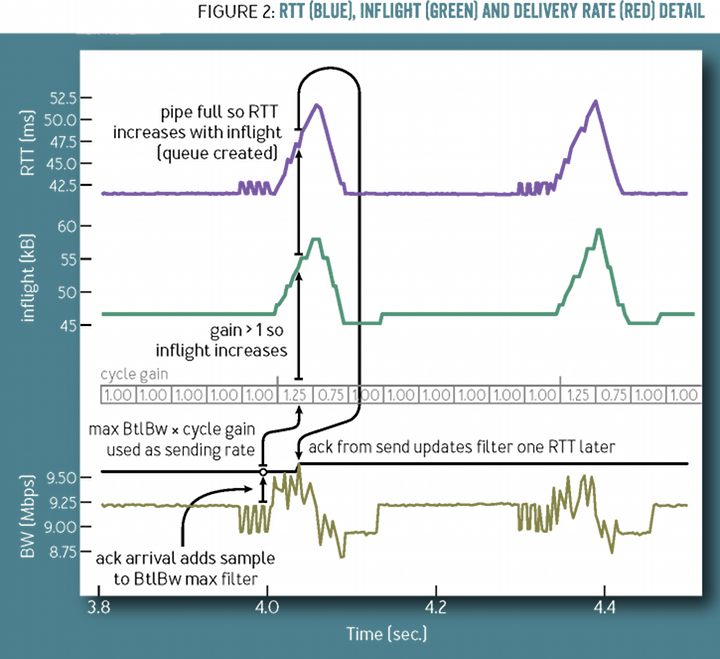 FIGURE 2: RTT (BLUE), INFLIGHT (GREEN) AND DELIVERY RATE (RED) DETAIL
RTT (ms)
52.5
50.0
47.5
45.0
42.5
pipe full so RTT
increases with inflight
(queue created)
inflight (kB)
60
55
50
45
gain > 1 so
inflight increases
cycle gain
1.00 1.00 1.00 1.00 1.00 1.25 0.75 1.00 1.00 1.00 1.00 1.00 1.00 1.25 0.75 1.00 1.00
max BtlBw × cycle gain
used as sending rate
ack from send updates filter one RTT later
BW (Mbps)
9.50
9.25
9.00
8.75
ack arrival adds sample
to BtlBw max filter
3.8 4.0 4.2 4.4
Time (sec.)